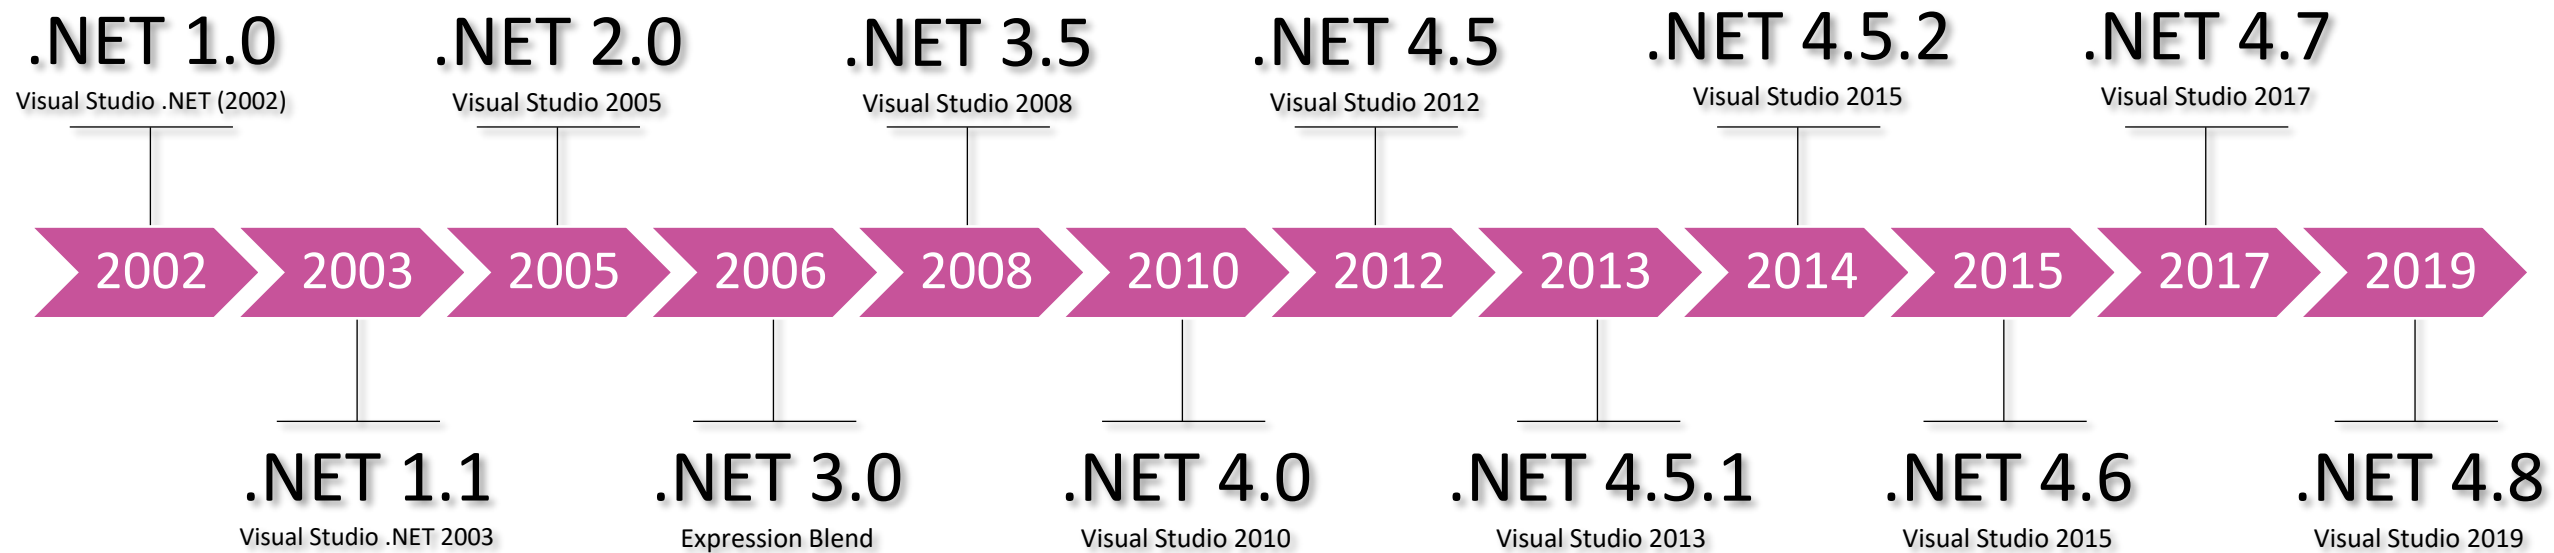 .NET 1.0
Visual Studio .NET (2002)
.NET 2.0
Visual Studio 2005
.NET 3.5
Visual Studio 2008
.NET 4.5
Visual Studio 2012
.NET 4.5.2
Visual Studio 2015
.NET 4.7
Visual Studio 2017
2002
2003
2005
2006
2008
2010
2012
2013
2014
2015
2017
2019
.NET 1.1
Visual Studio .NET 2003
.NET 3.0
Expression Blend
.NET 4.0
Visual Studio 2010
.NET 4.5.1
Visual Studio 2013
.NET 4.6
Visual Studio 2015
.NET 4.8
Visual Studio 2019